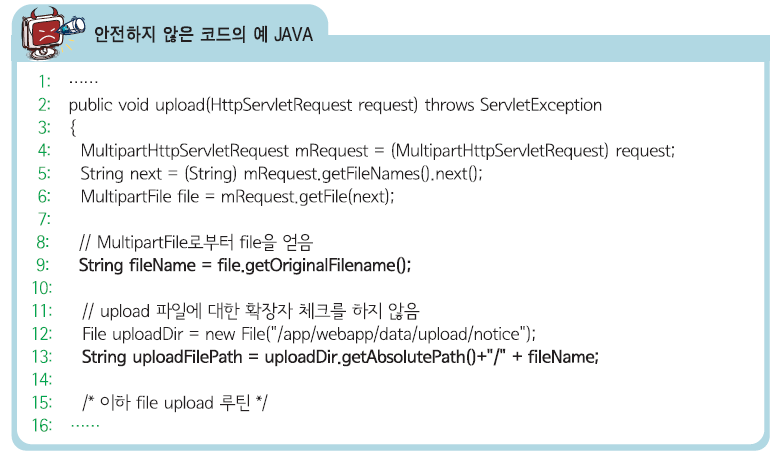 안전하지 않은 코드의 예 JAVA
1: ……
2: public void upload(HttpServletRequest request) throws ServletException
3: {
4: MultipartHttpServletRequest mRequest = (MultipartHttpServletRequest) request;
5: String next = (String) mRequest.getFileNames().next();
6: MultipartFile file = mRequest.getFile(next);
7:
8: // MultipartFile로부터 file을 얻음
9: String fileName = file.getOriginalFilename();
10:
11: // upload 파일에 대한 확장자 체크를 하지 않음
12: File uploadDir = new File("/app/webapp/data/upload/notice");
13: String uploadFilePath = uploadDir.getAbsolutePath()+"/" + fileName;
14:
15: /* 이하 file upload 루틴 */
16: ……